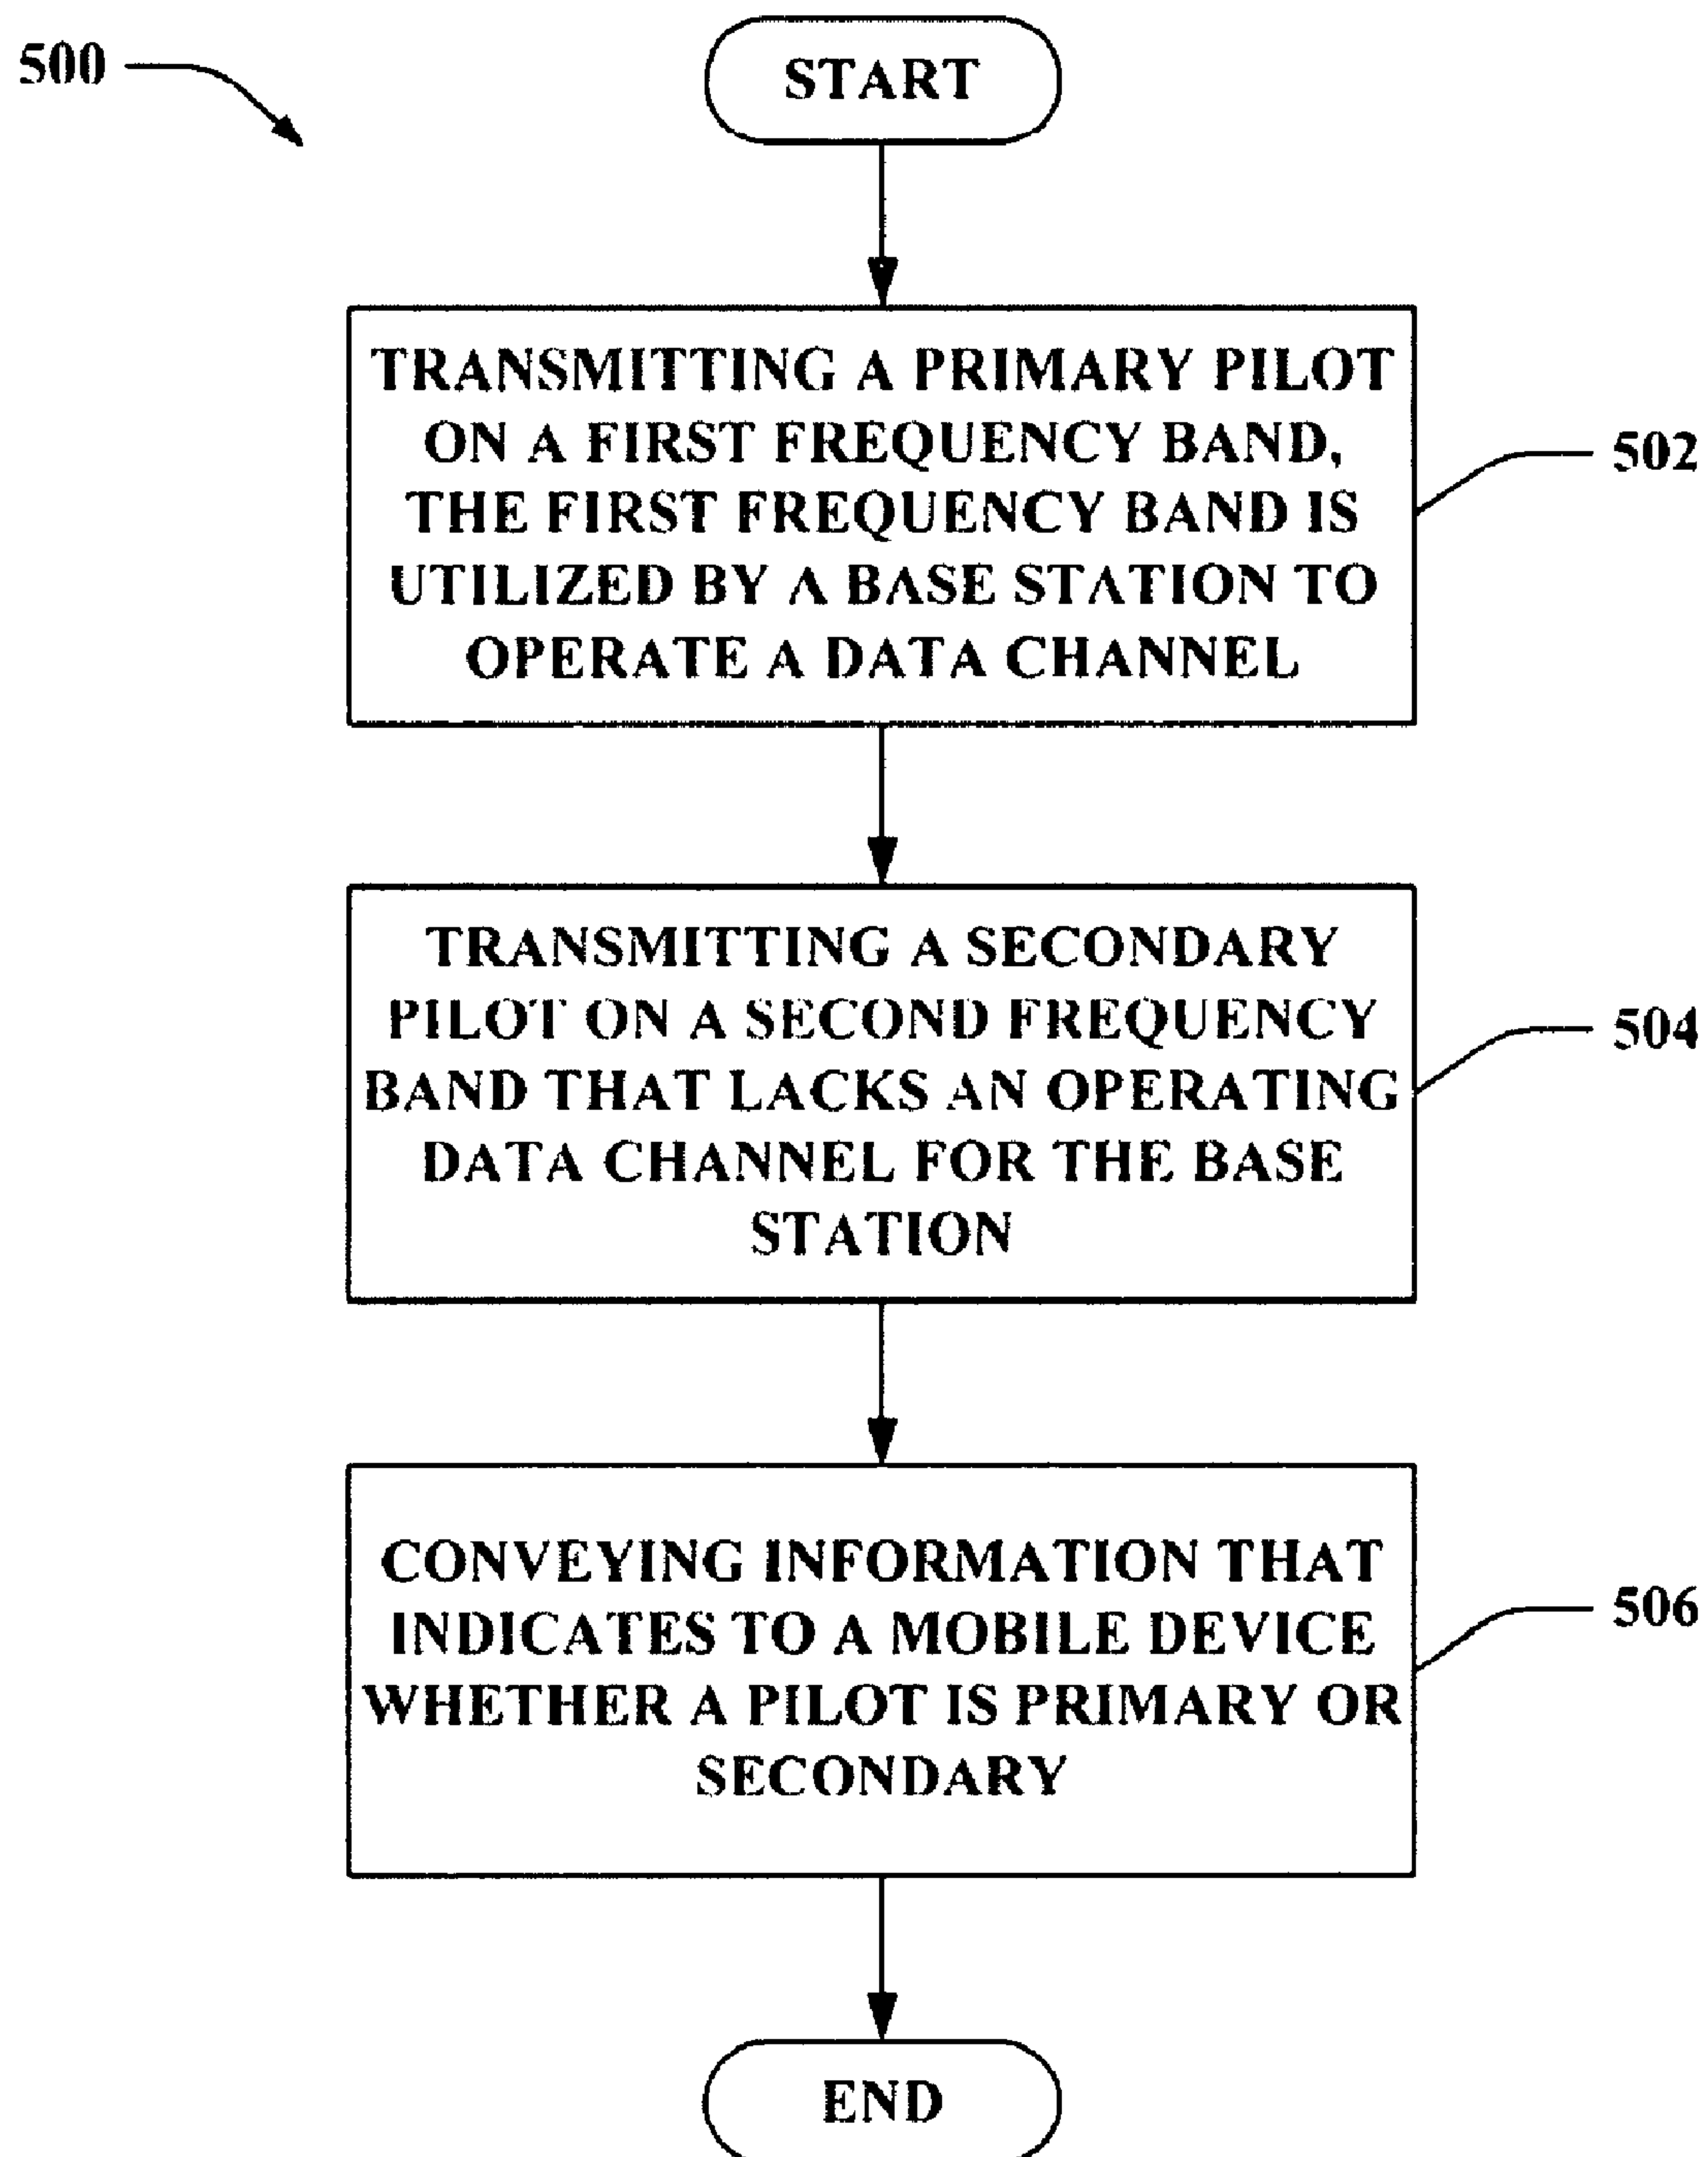 500
START
TRANSMITTING A PRIMARY PILOT
ON A FIRST FREQUENCY BAND,
THE FIRST FREQUENCY BAND IS
UTILIZED BY A BASE STATION TO
OPERATE A DATA CHANNEL
502
TRANSMITTING A SECONDARY
PILOT ON A SECOND FREQUENCY
BAND THAT LACKS AN OPERATING
DATA CHANNEL FOR THE BASE
STATION
504
CONVEYING INFORMATION THAT
INDICATES TO A MOBILE DEVICE
WHETHER A PILOT IS PRIMARY OR
SECONDARY
506
END